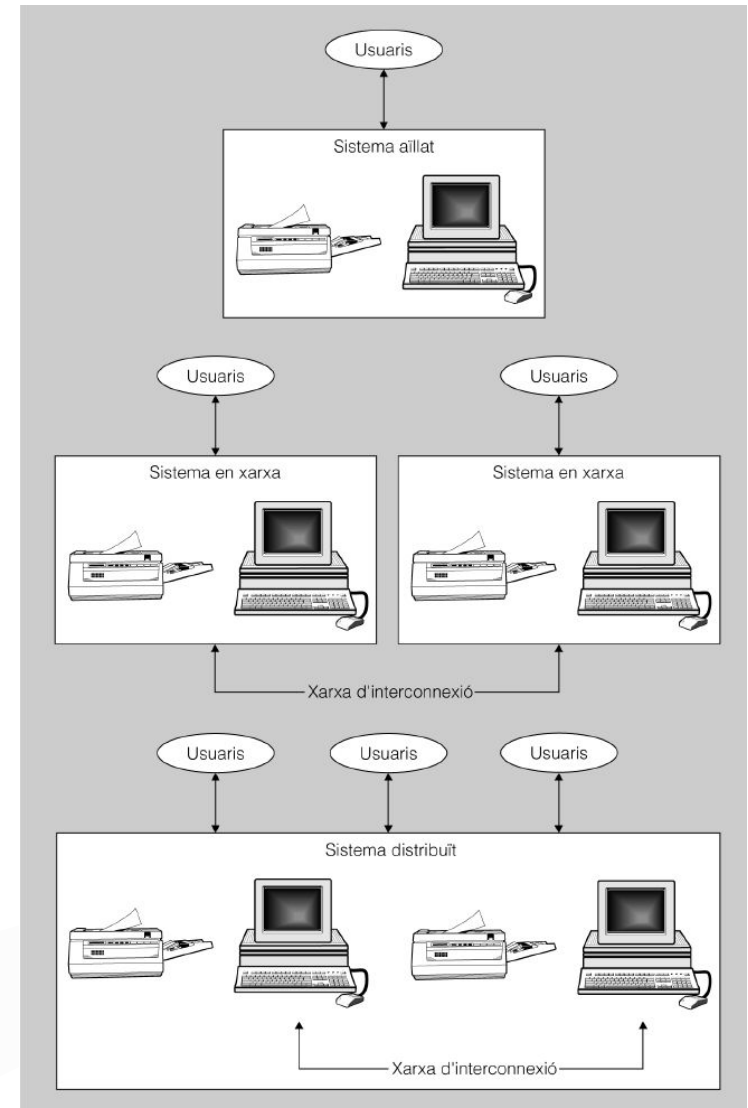 Usuaris
Sistema aïllat
Usuaris
Usuaris
Sistema en xarxa
Sistema en xarxa
Xarxa d'interconnexió
Usuaris
Usuaris
Usuaris
Sistema distribuït
Xarxa d'interconnexió